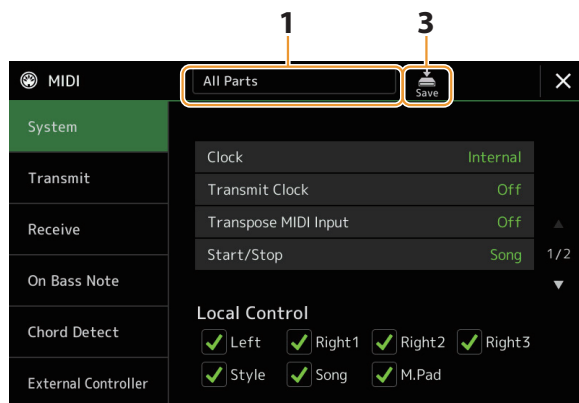 1 3
MIDI
All Parts
Save
System
Transmit
Receive
On Bass Note
Chord Detect
External Controller
Clock Internal
Transmit Clock Off
Transpose MIDI Input Off
Start/Stop Song
1/2
Local Control
Left Right1 Right2 Right3
Style Song M.Pad